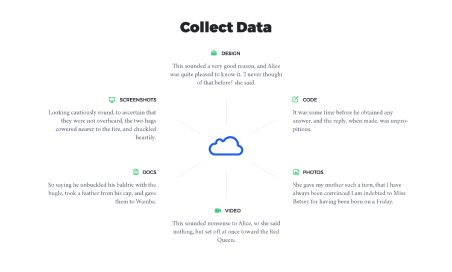 Collect Data
DESIGN
This sounded a very good reason, and Alice
was quite pleased to know it. 'I never thought
of that before!' she said.
SCREENSHOTS
Looking cautiously round, to ascertain that
they were not overheard, the two hags
cowered nearer to the fire, and chuckled
heartily.
CODE
It was some time before he obtained any
answer, and the reply, when made, was unpro-
pitious.
DOCS
So saying he unbuckled his baldric with the
bugle, took a feather from his cap, and gave
them to Wamba.
PHOTOS
She gave my mother such a turn, that I have
always been convinced I am indebted to Miss
Betsey for having been born on a Friday.
VIDEO
This sounded nonsense to Alice, so she said
nothing, but set off at once toward the Red
Queen.